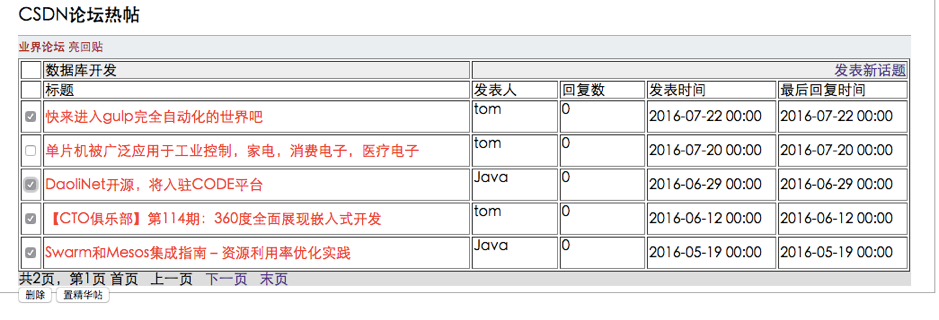 CSDN论坛热帖
业界论坛 亮回贴
数据库开发 发表新话题
标题 发表人 回复数 发表时间 最后回复时间
快来进入gulp完全自动化的世界吧 tom 0 2016-07-22 00:00 2016-07-22 00:00
单片机被广泛应用于工业控制，家电，消费电子，医疗电子 tom 0 2016-07-20 00:00 2016-07-20 00:00
DaoliNet开源，将入驻CODE平台 Java 0 2016-06-29 00:00 2016-06-29 00:00
【CTO俱乐部】第114期：360度全面展现嵌入式开发 tom 0 2016-06-12 00:00 2016-06-12 00:00
Swarm和Mesos集成指南 – 资源利用率优化实践 Java 0 2016-05-19 00:00 2016-05-19 00:00
共2页，第1页 首页 上一页 下一页 末页
删除 置精华帖